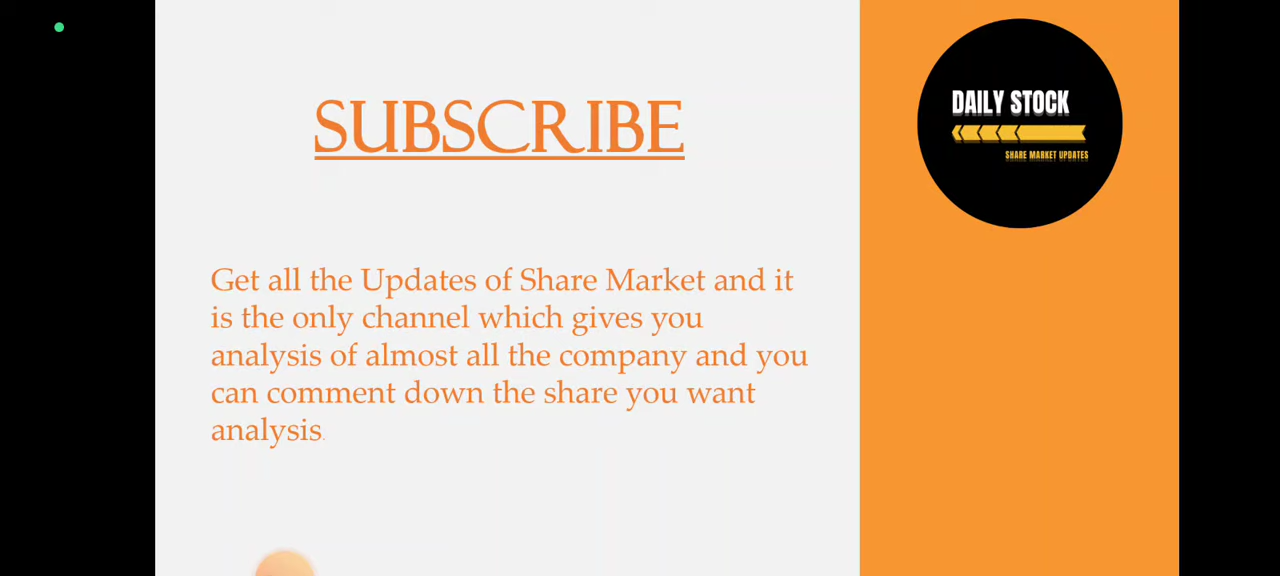 SUBSCRIBE
Get all the Updates of Share Market and it
is the only channel which gives you
analysis of almost all the company and you
can comment down the share you want
analysis.
DAILY STOCK
SHARE MARKET UPDATES